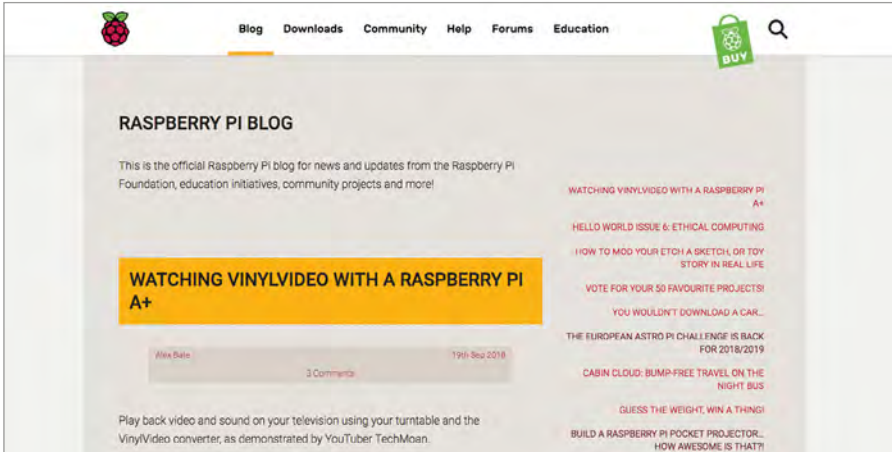 Blog Downloads Community Help Forums Education
BUY
RASPBERRY PI BLOG
This is the official Raspberry Pi blog for news and updates from the Raspberry Pi
Foundation, education initiatives, community projects and more!
WATCHING VINYLVIDEO WITH A RASPBERRY PI
A+
Alex Bate 19th Sep 2018
3 Comments
Play back video and sound on your television using your turntable and the
VinylVideo converter, as demonstrated by YouTuber TechMoan.
WATCHING VINYLVIDEO WITH A RASPBERRY PI
A+
HELLO WORLD ISSUE 6: ETHICAL COMPUTING
HOW TO MOD YOUR ETCH A SKETCH, OR TOY
STORY IN REAL LIFE
VOTE FOR YOUR 50 FAVOURITE PROJECTS!
YOU WOULDN'T DOWNLOAD A CAR…
THE EUROPEAN ASTRO PI CHALLENGE IS BACK
FOR 2018/2019
CABIN CLOUD: BUMP-FREE TRAVEL ON THE
NIGHT BUS
GUESS THE WEIGHT, WIN A THING!
BUILD A RASPBERRY PI POCKET PROJECTOR…
HOW AWESOME IS THAT?!